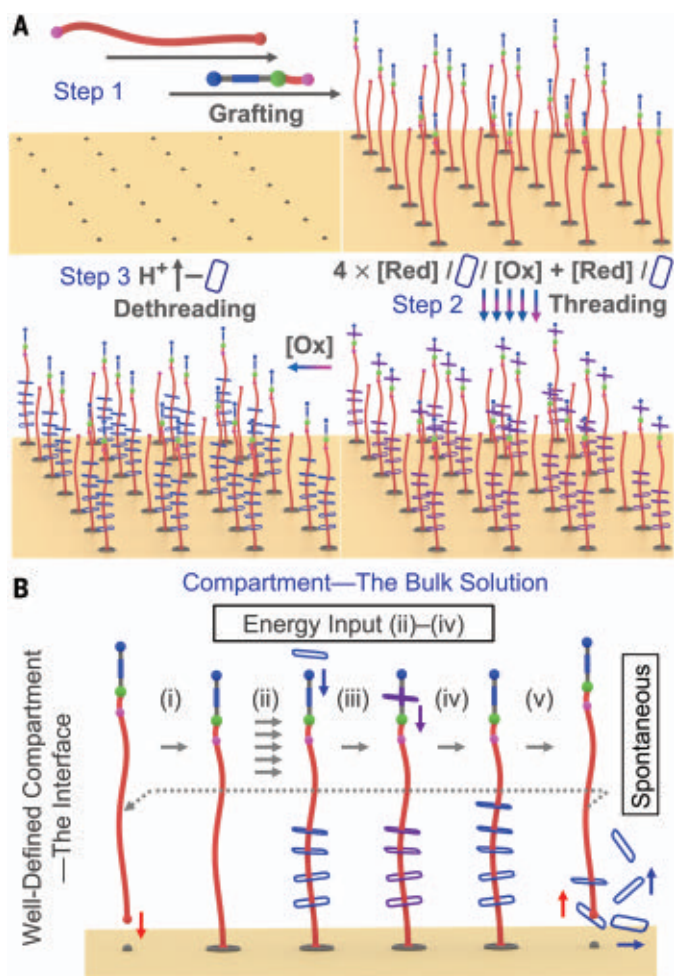 A
Step 1
Grafting
Step 3 H⁺ –
Dethreading
4 × [Red] / / [Ox] + [Red] /
Step 2 Threading
[Ox]
B
Compartment—The Bulk Solution
Energy Input (ii)–(iv)
Well-Defined Compartment
—The Interface
(i) (ii) (iii) (iv) (v)
Spontaneous